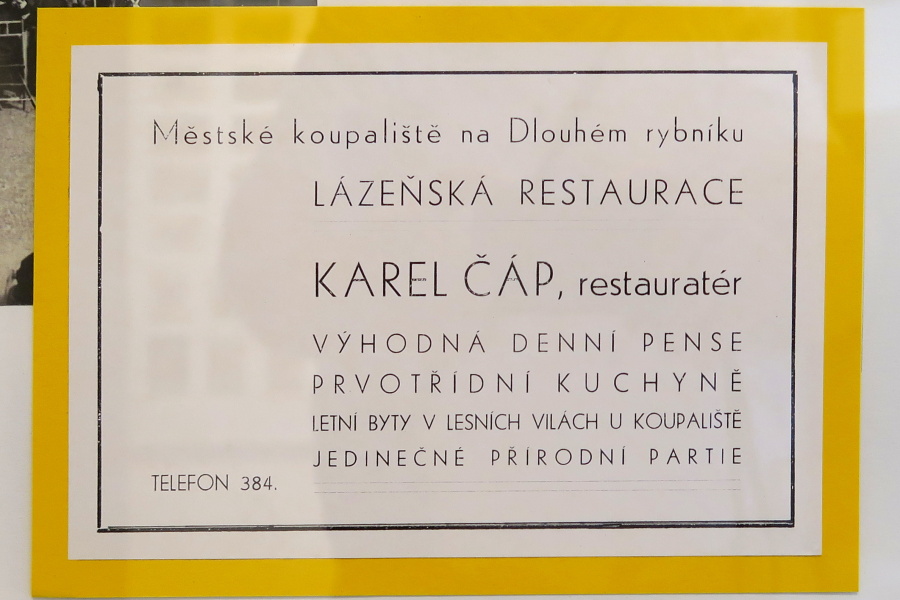 Městské koupaliště na Dlouhém rybníku
LÁZEŇSKÁ RESTAURACE
KAREL ČÁP, restauratér
VÝHODNÁ DENNÍ PENSE
PRVOTŘÍDNÍ KUCHYNĚ
LETNÍ BYTY V LESNÍCH VILÁCH U KOUPALIŠTĚ
JEDINEČNÉ PŘÍRODNÍ PARTIE
TELEFON 384.